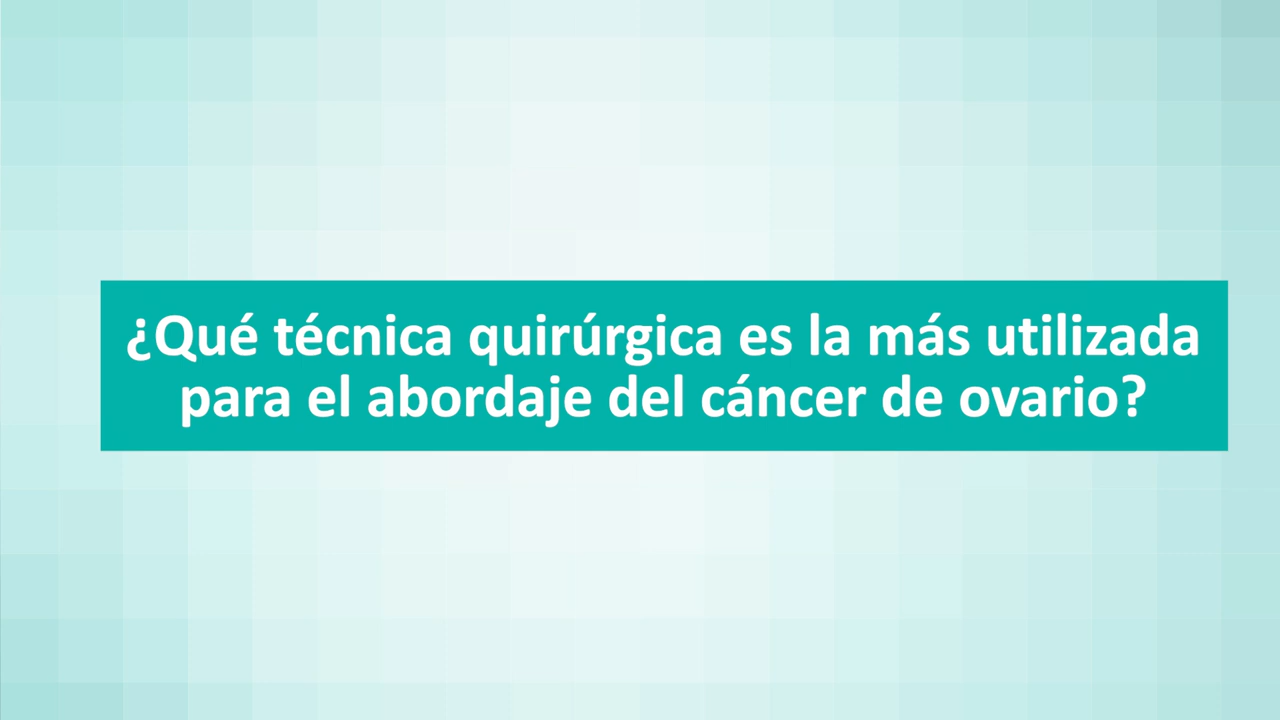 ¿Qué técnica quirúrgica es la más utilizada
para el abordaje del cáncer de ovario?